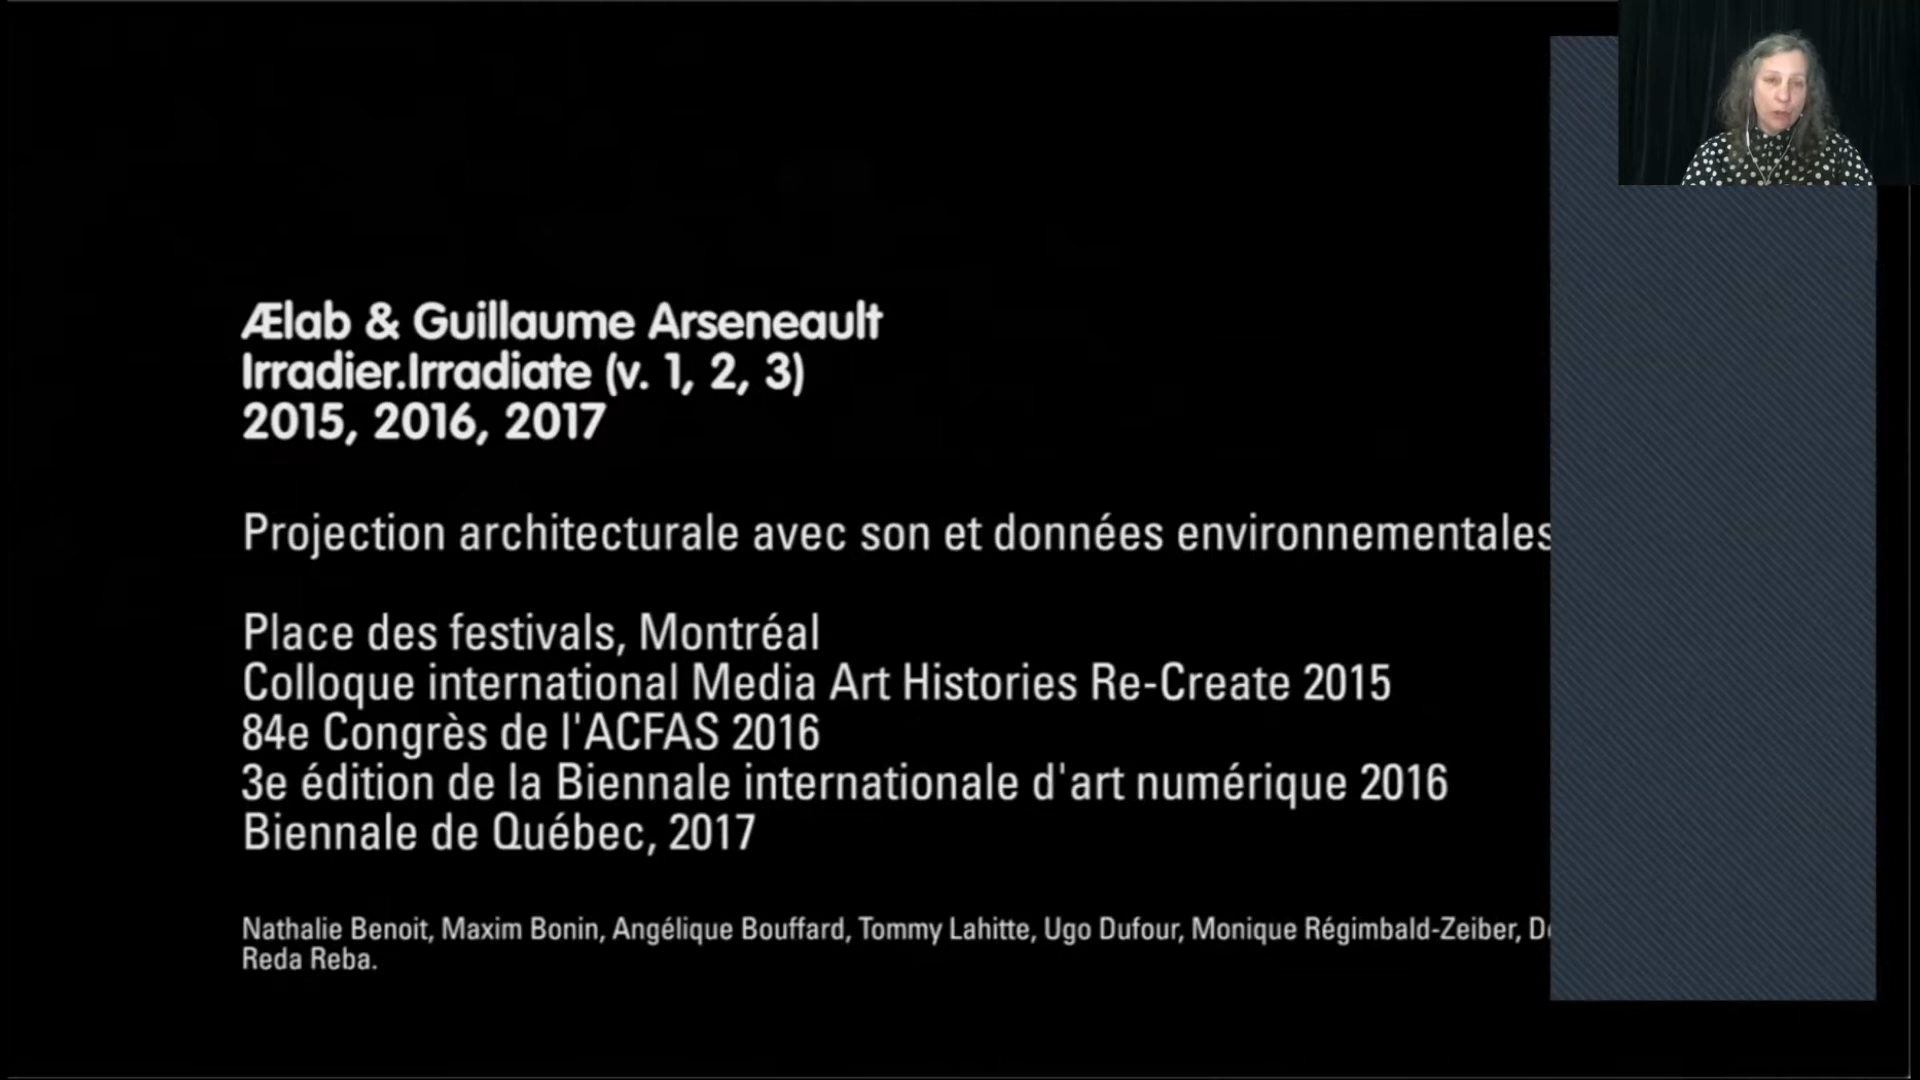 Ælab & Guillaume Arseneault
Irradier.Irradiate (v. 1, 2, 3)
2015, 2016, 2017
Projection architecturale avec son et données environnementales
Place des festivals, Montréal
Colloque international Media Art Histories Re-Create 2015
84e Congrès de l'ACFAS 2016
3e édition de la Biennale internationale d'art numérique 2016
Biennale de Québec, 2017
Nathalie Benoit, Maxim Bonin, Angélique Bouffard, Tommy Lahitte, Ugo Dufour, Monique Régimbald-Zeiber,
Reda Reba.